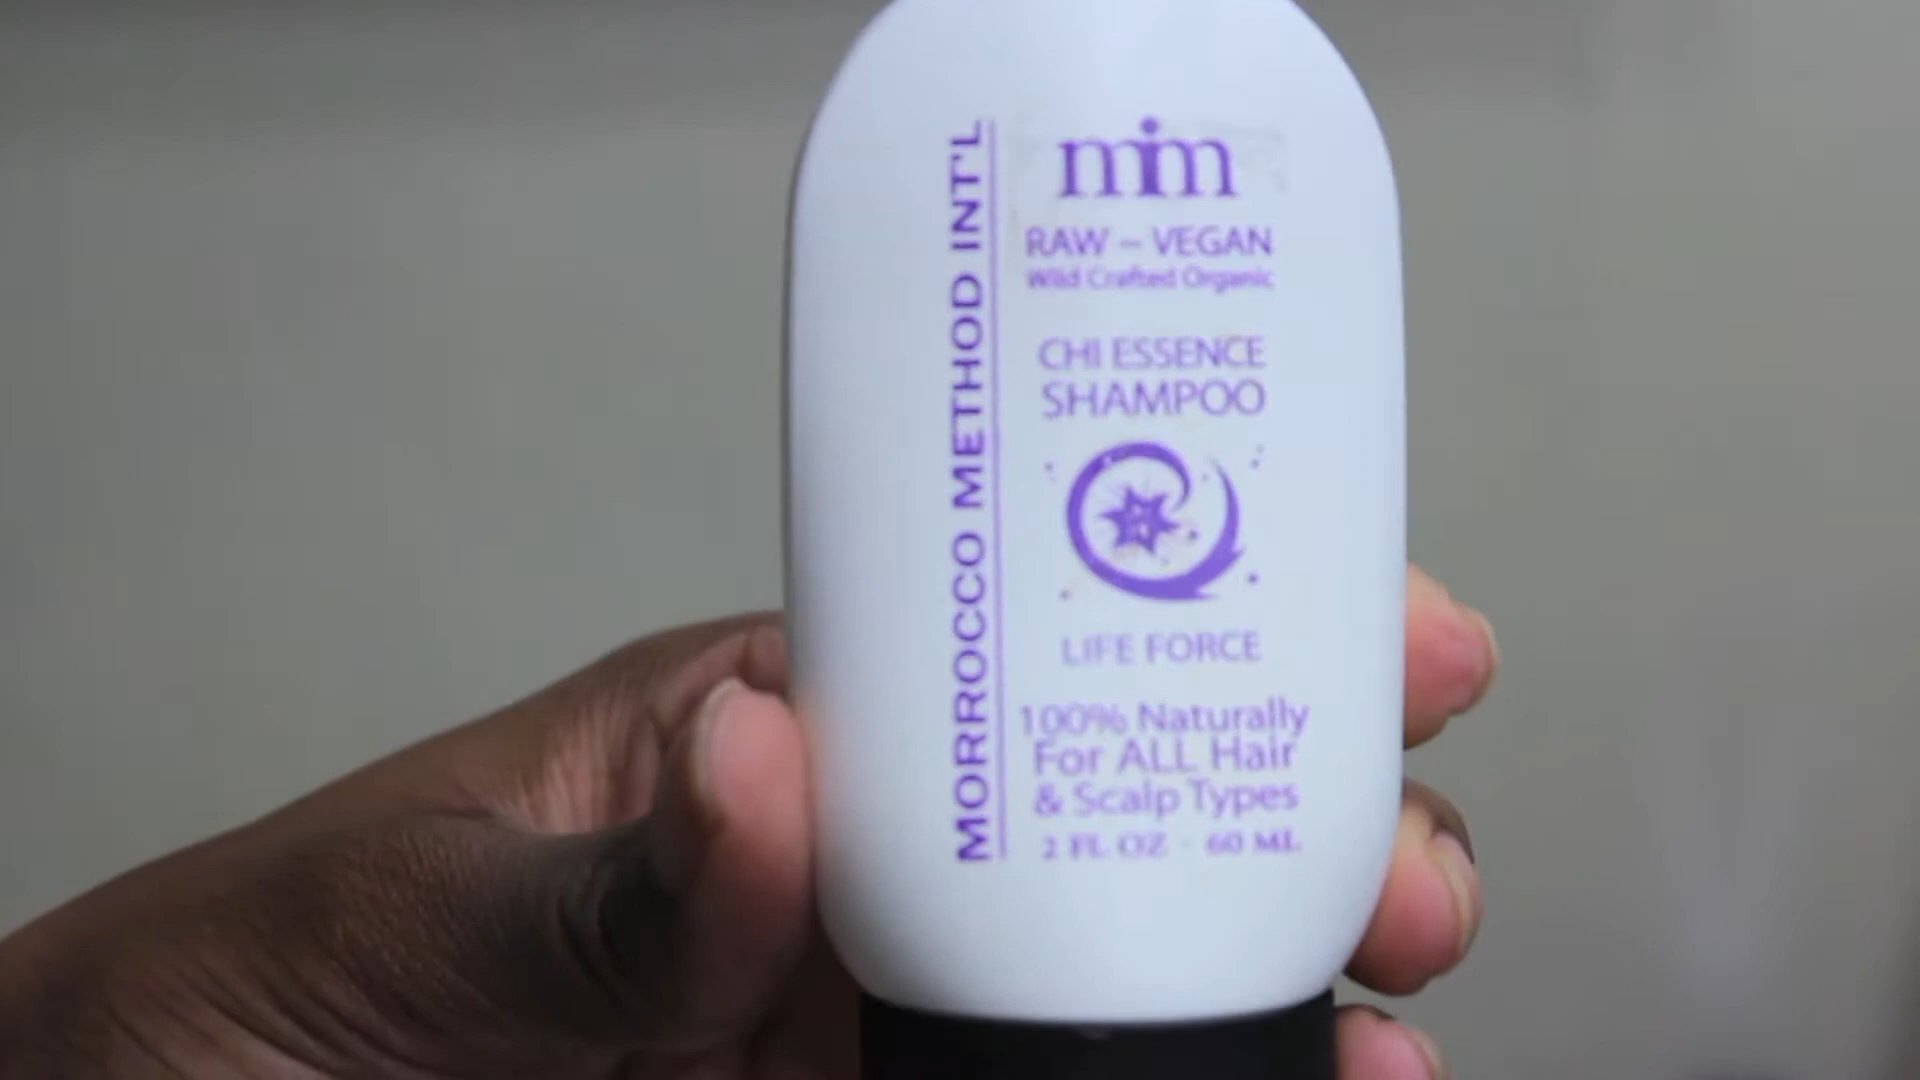 MORROCCO METHOD INT'L
mim
RAW ~ VEGAN
Wild Crafted Organic
CHI ESSENCE
SHAMPOO
LIFE FORCE
100% Naturally
For ALL Hair
& Scalp Types
2 FL OZ · 60 ML